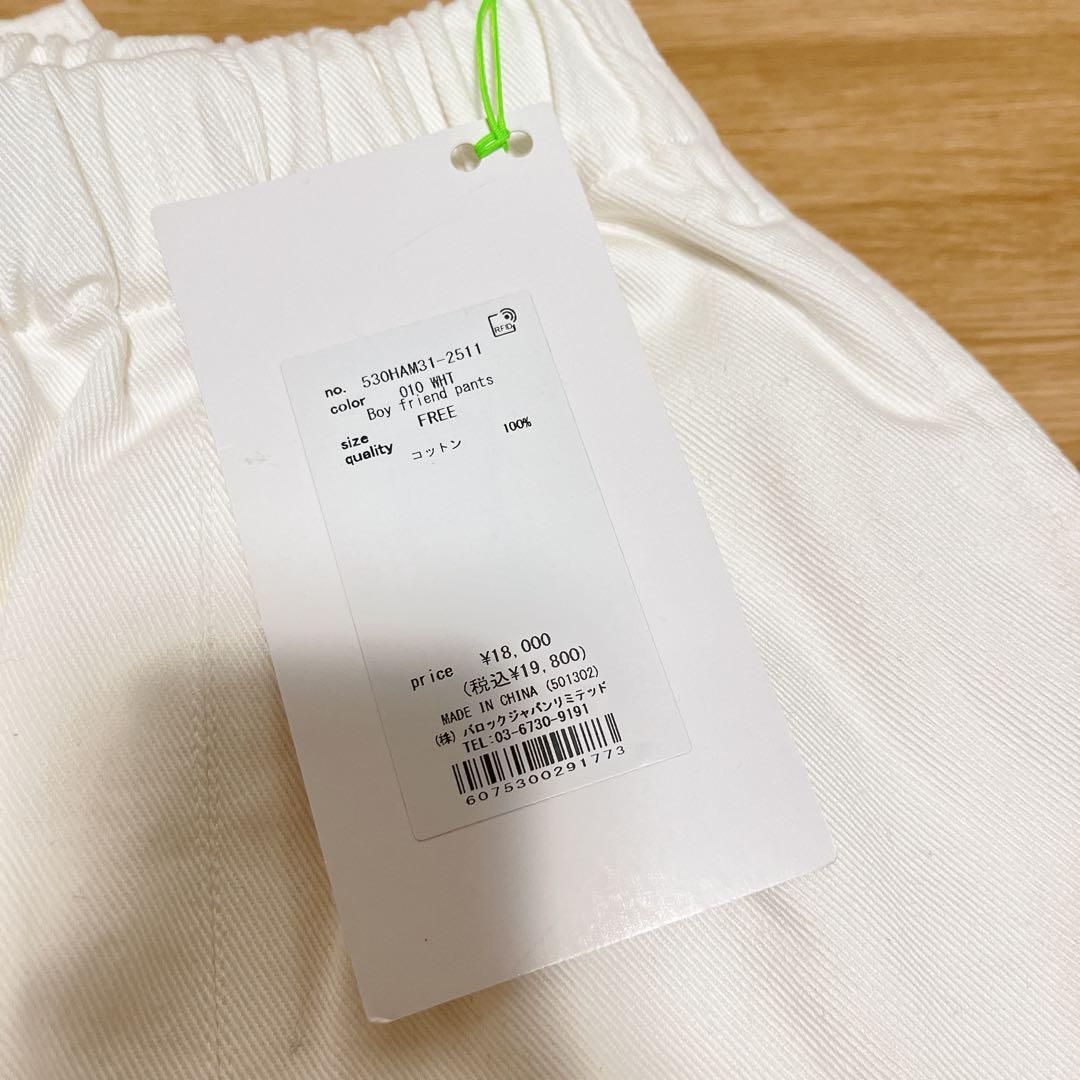 RFID
no. 530HAM31-2511
color 010 WHT
Boy friend pants
size FREE
quality コットン 100%
price ¥18,000
(税込¥19,800)
MADE IN CHINA (501302)
(株) バロックジャパンリミテッド
TEL:03-6730-9191
6075300291773